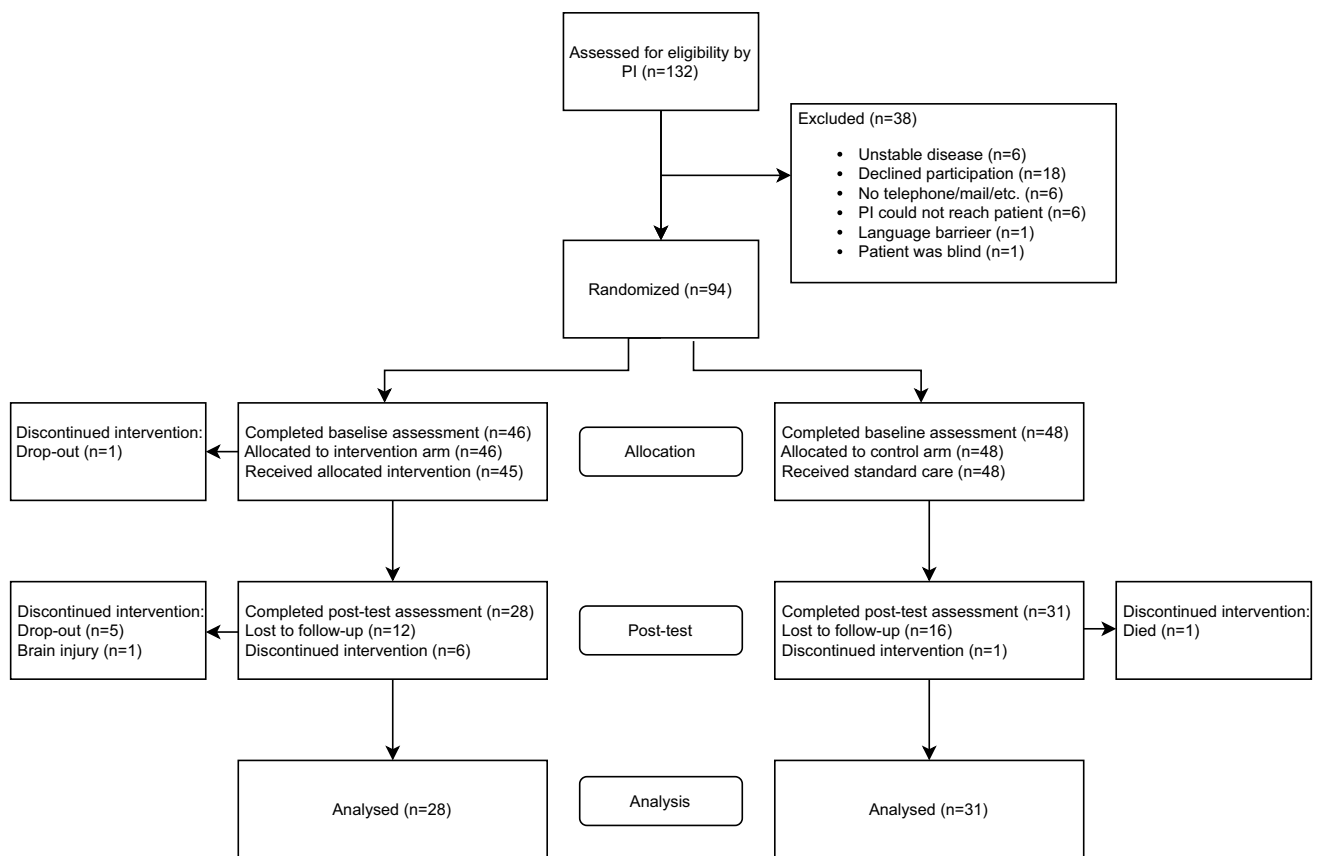 Assessed for eligibility by
PI (n=132)
Excluded (n=38)
• Unstable disease (n=6)
• Declined participation (n=18)
• No telephone/mail/etc. (n=6)
• PI could not reach patient (n=6)
• Language barrieer (n=1)
• Patient was blind (n=1)
Randomized (n=94)
Discontinued intervention:
Drop-out (n=1)
Completed baselise assessment (n=46)
Allocated to intervention arm (n=46)
Received allocated intervention (n=45)
Allocation
Completed baseline assessment (n=48)
Allocated to control arm (n=48)
Received standard care (n=48)
Discontinued intervention:
Drop-out (n=5)
Brain injury (n=1)
Completed post-test assessment (n=28)
Lost to follow-up (n=12)
Discontinued intervention (n=6)
Post-test
Completed post-test assessment (n=31)
Lost to follow-up (n=16)
Discontinued intervention (n=1)
Discontinued intervention:
Died (n=1)
Analysed (n=28)
Analysis
Analysed (n=31)